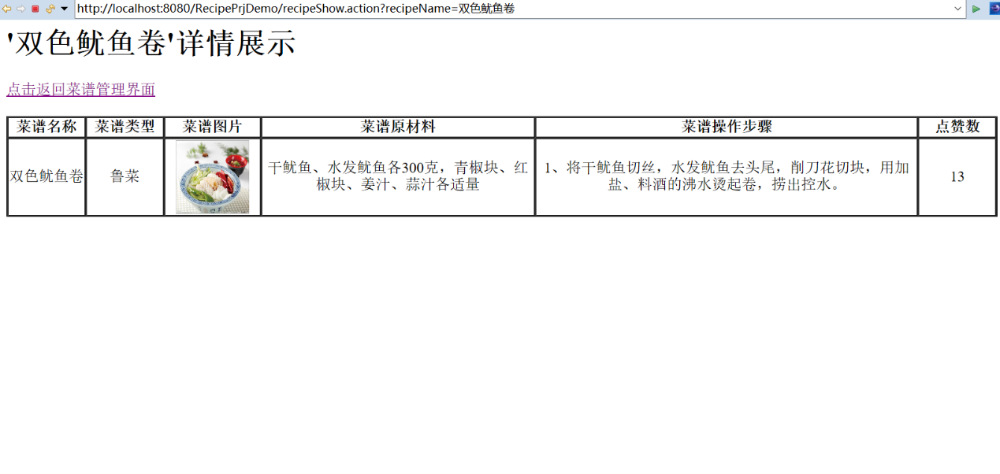 http://localhost:8080/RecipePrjDemo/recipeShow.action?recipeName=双色鱿鱼卷
'双色鱿鱼卷'详情展示
点击返回菜谱管理界面
菜谱名称 菜谱类型 菜谱图片 菜谱原材料 菜谱操作步骤 点赞数
双色鱿鱼卷
鲁菜
干鱿鱼、水发鱿鱼各300克，青椒块、红
椒块、姜汁、蒜汁各适量
1、将干鱿鱼切丝，水发鱿鱼去头尾，削刀花切块，用加
盐、料酒的沸水烫起卷，捞出控水。
13